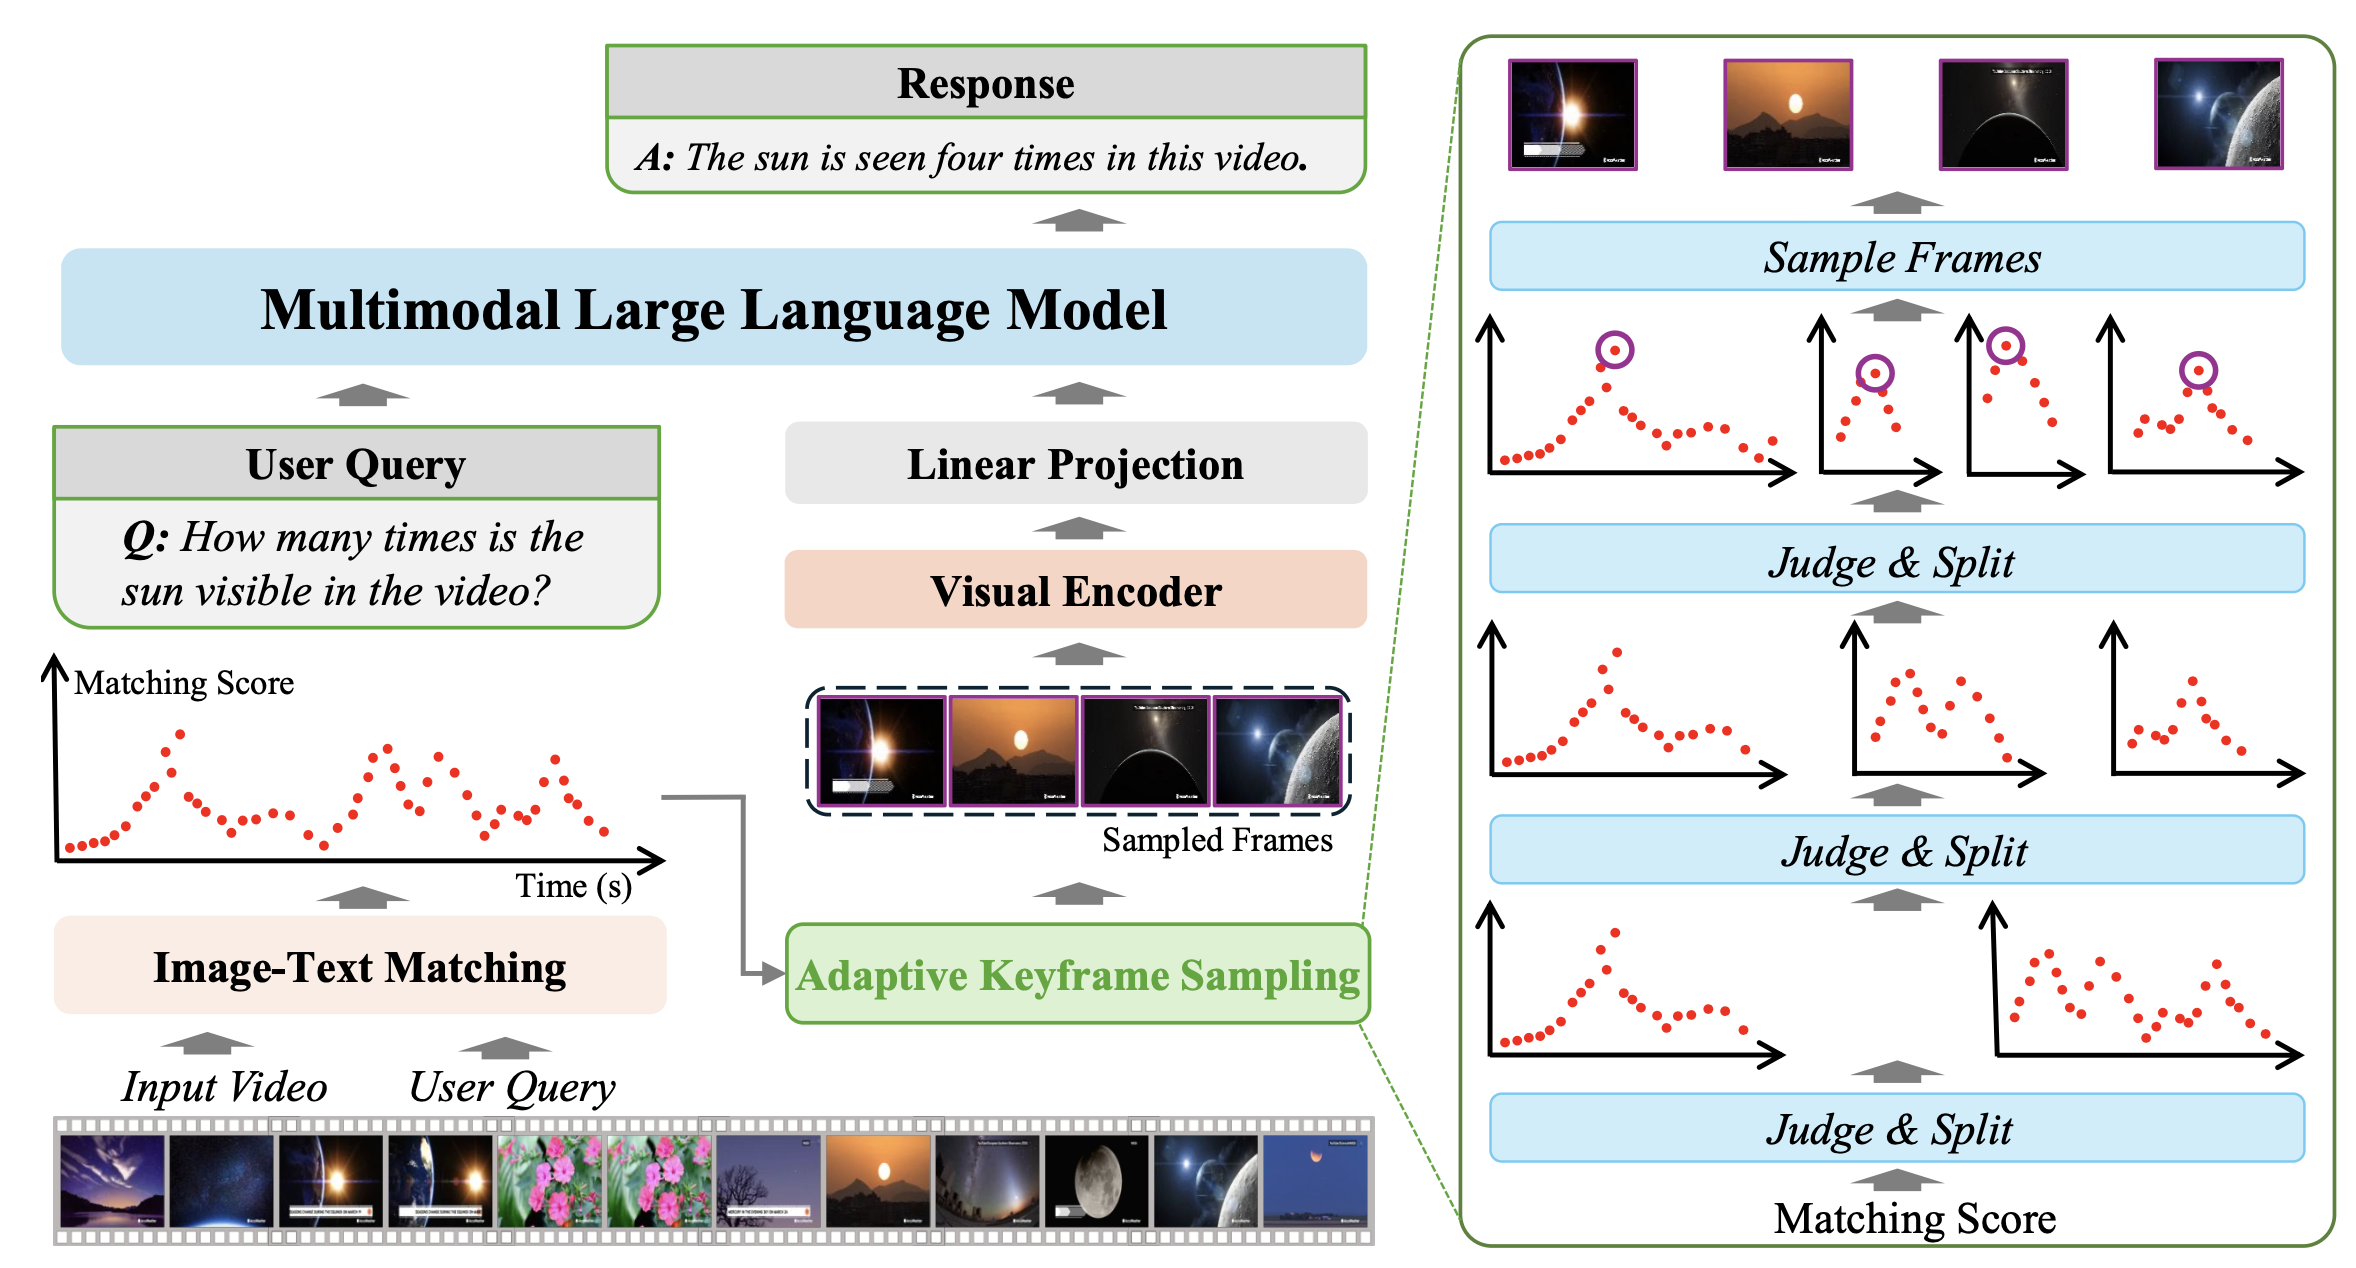 Response
A: The sun is seen four times in this video.
Multimodal Large Language Model
User Query
Q: How many times is the
sun visible in the video?
Linear Projection
Visual Encoder
Matching Score
Time (s)
Sampled Frames
Image-Text Matching
Adaptive Keyframe Sampling
Input Video
User Query
Sample Frames
Judge & Split
Judge & Split
Judge & Split
Matching Score